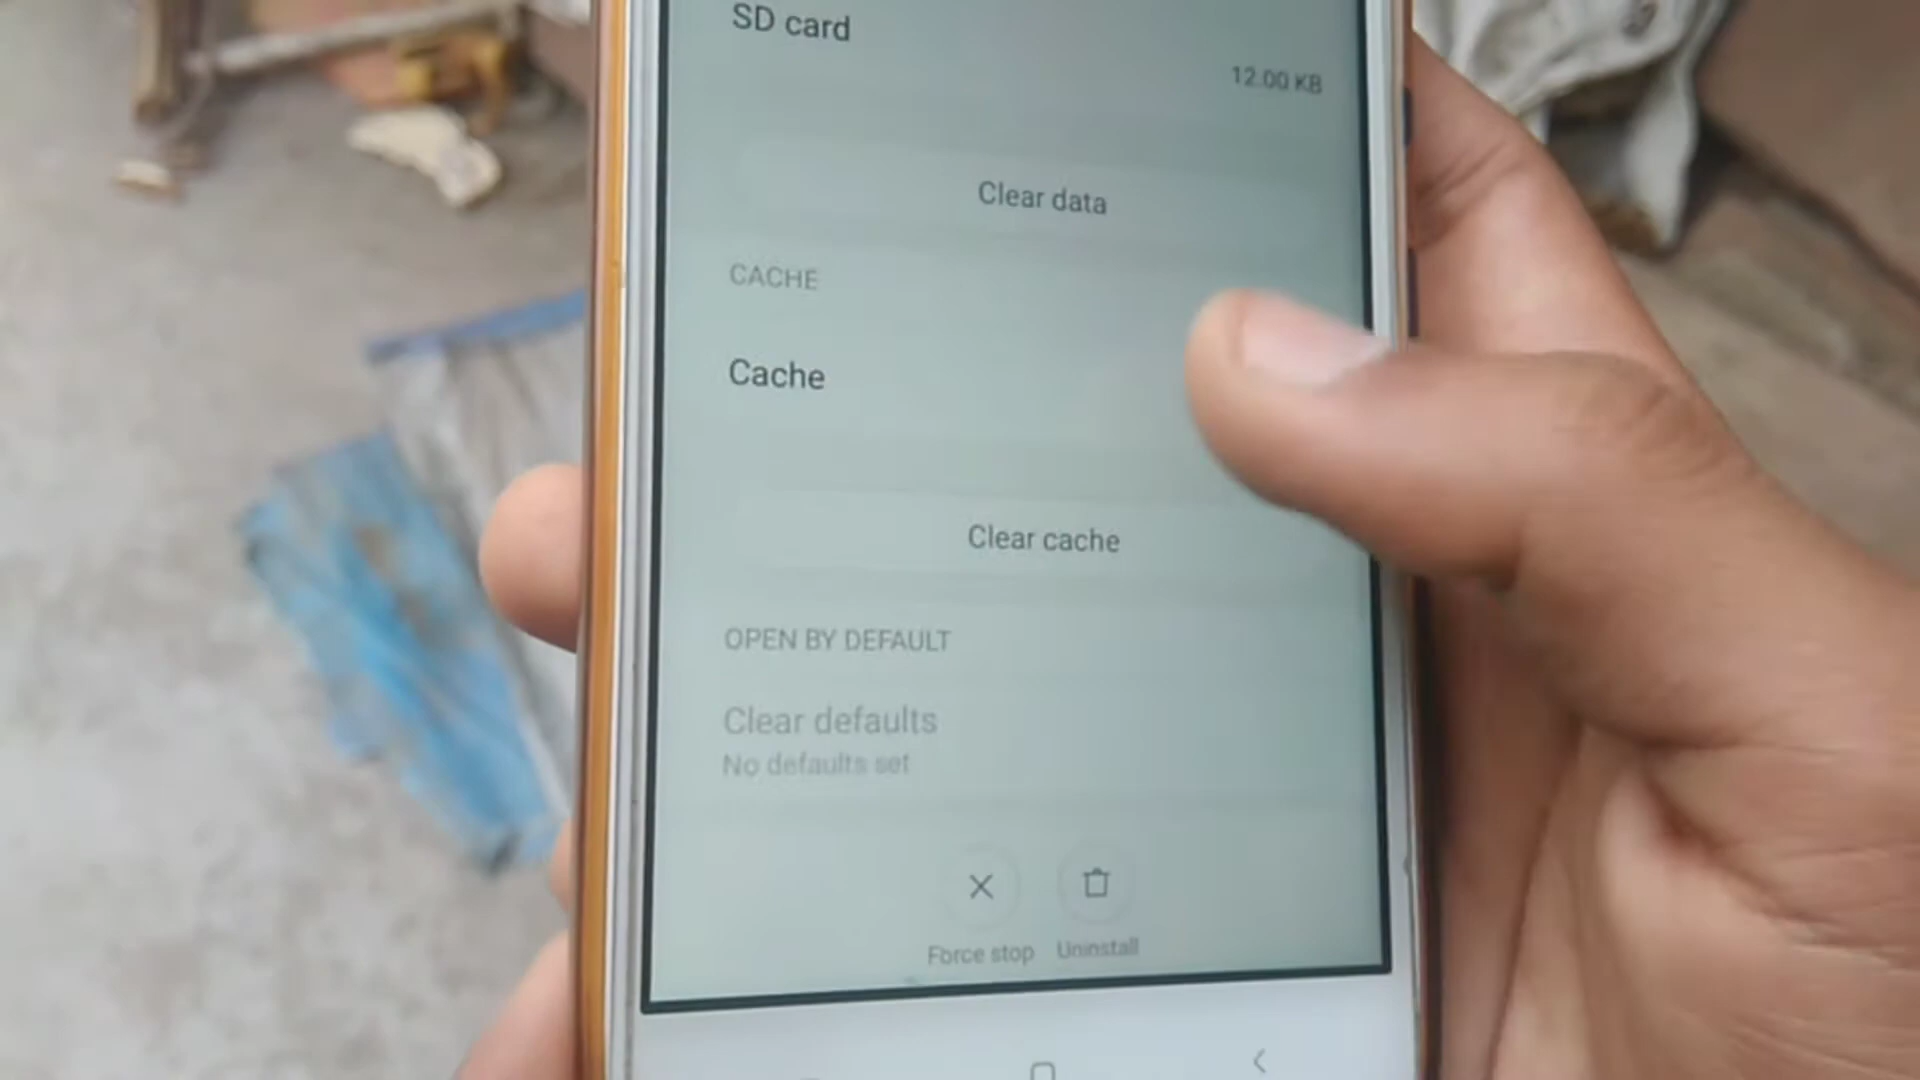 SD card
12.00 KB
Clear data
CACHE
Cache
Clear cache
OPEN BY DEFAULT
Clear defaults
No defaults set
Force stop
Uninstall